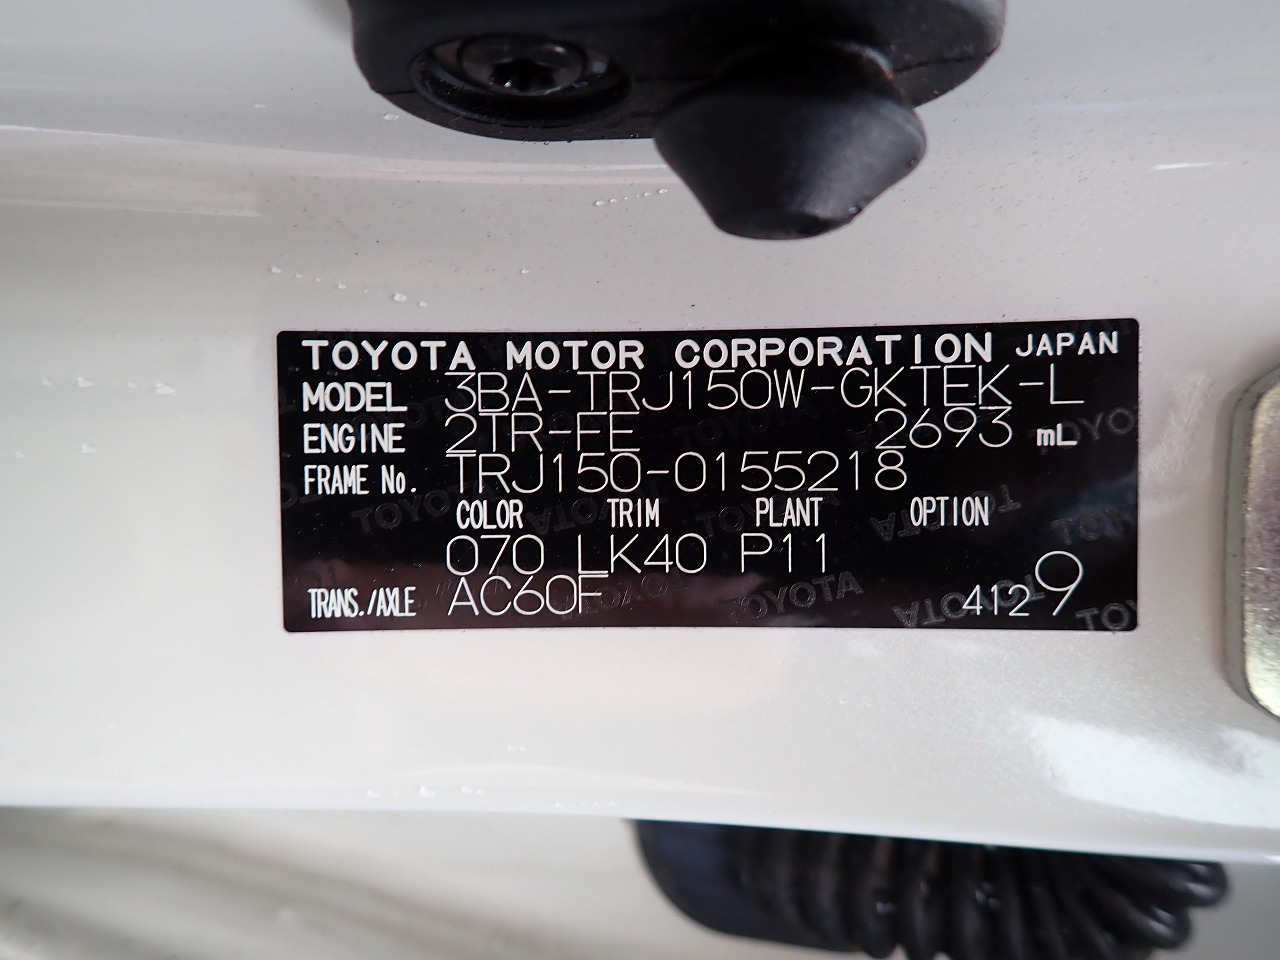 TOYOTA MOTOR CORPORATION JAPAN
MODEL 3BA-TRJ150W-GKTEK-L
ENGINE 2TR-FE 2693 mL
FRAME No. TRJ150-0155218
COLOR TRIM PLANT OPTION
070 LK40 P11
TRANS./AXLE AC60F 4129